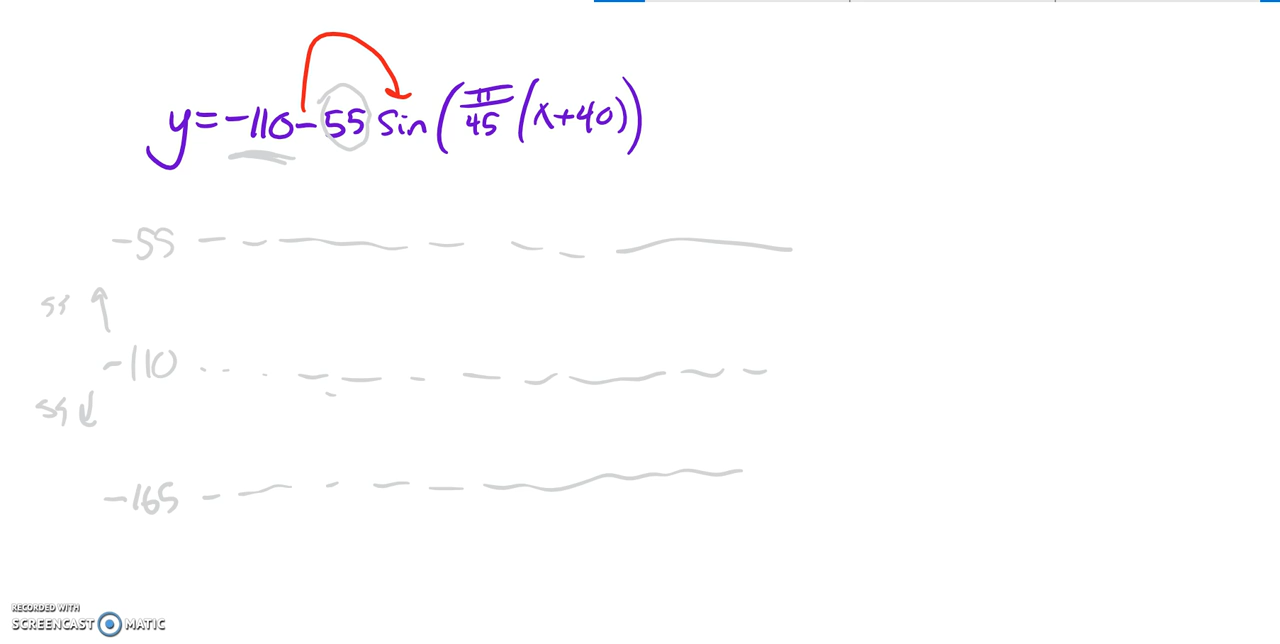 y = -110 - 55 sin(π/45 (x+40))
-55
55 ↑
-110
55 ↓
-165
RECORDED WITH
SCREENCAST MATIC